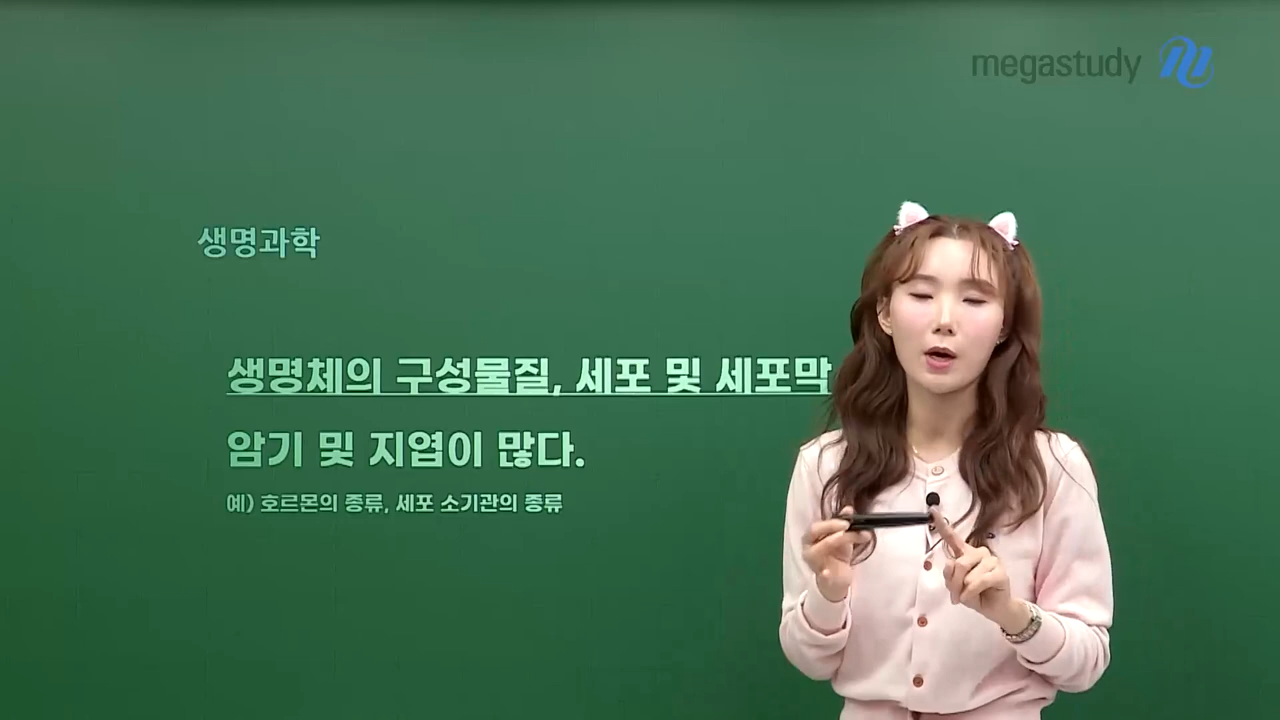 megastudy
생명과학
생명체의 구성물질, 세포 및 세포막
암기 및 지엽이 많다.
예) 호르몬의 종류, 세포 소기관의 종류